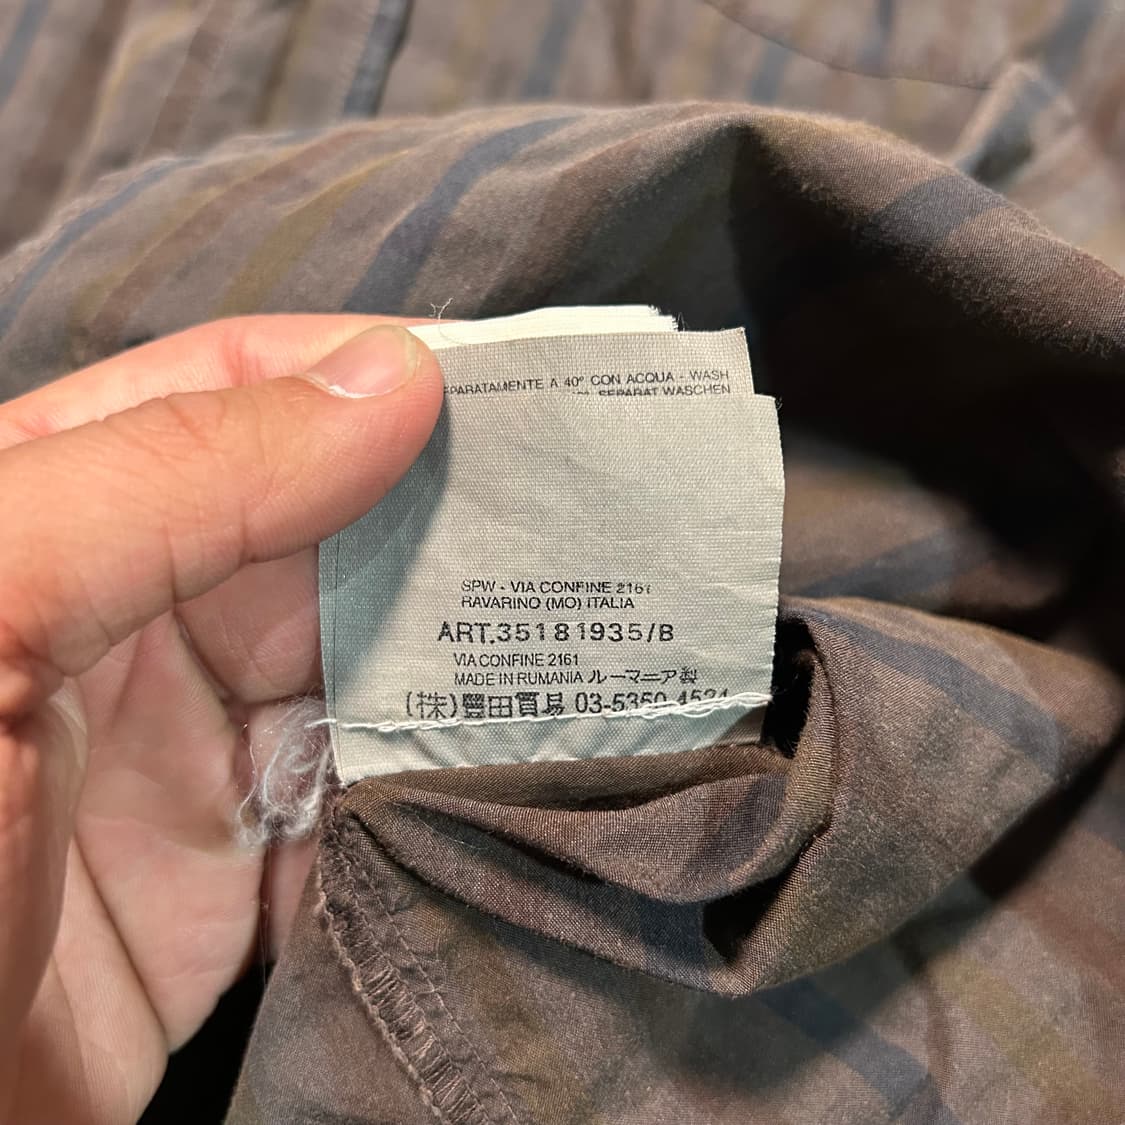 EPARATAMENTE A 40° CON ACQUA - WASH
SEPARAT WASCHEN
SPW - VIA CONFINE 2161
RAVARINO (MO) ITALIA
ART.35181935/B
VIA CONFINE 2161
MADE IN RUMANIA ルーマニア製
(株)豊田貿易 03-5350-4524